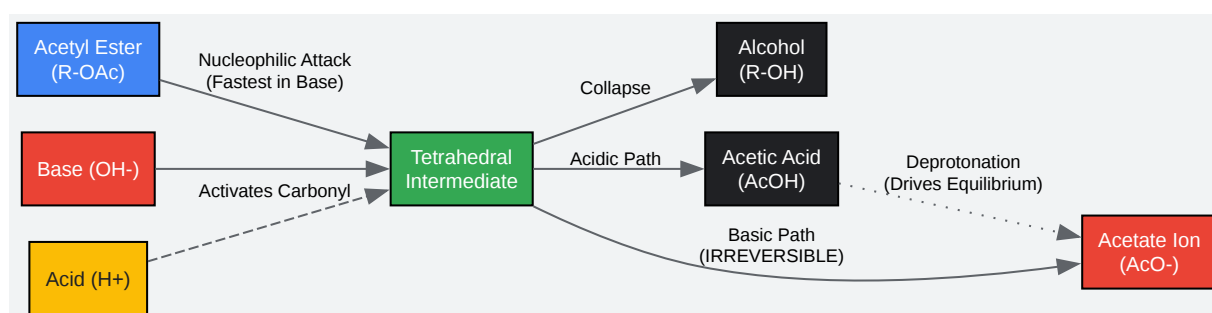 Acetyl Ester
(R-OAc)
Nucleophilic Attack
(Fastest in Base)
Base (OH-)
Activates Carbonyl
Acid (H+)
Tetrahedral
Intermediate
Collapse
Alcohol
(R-OH)
Acidic Path
Acetic Acid
(AcOH)
Deprotonation
(Drives Equilibrium)
Basic Path
(IRREVERSIBLE)
Acetate Ion
(AcO-)